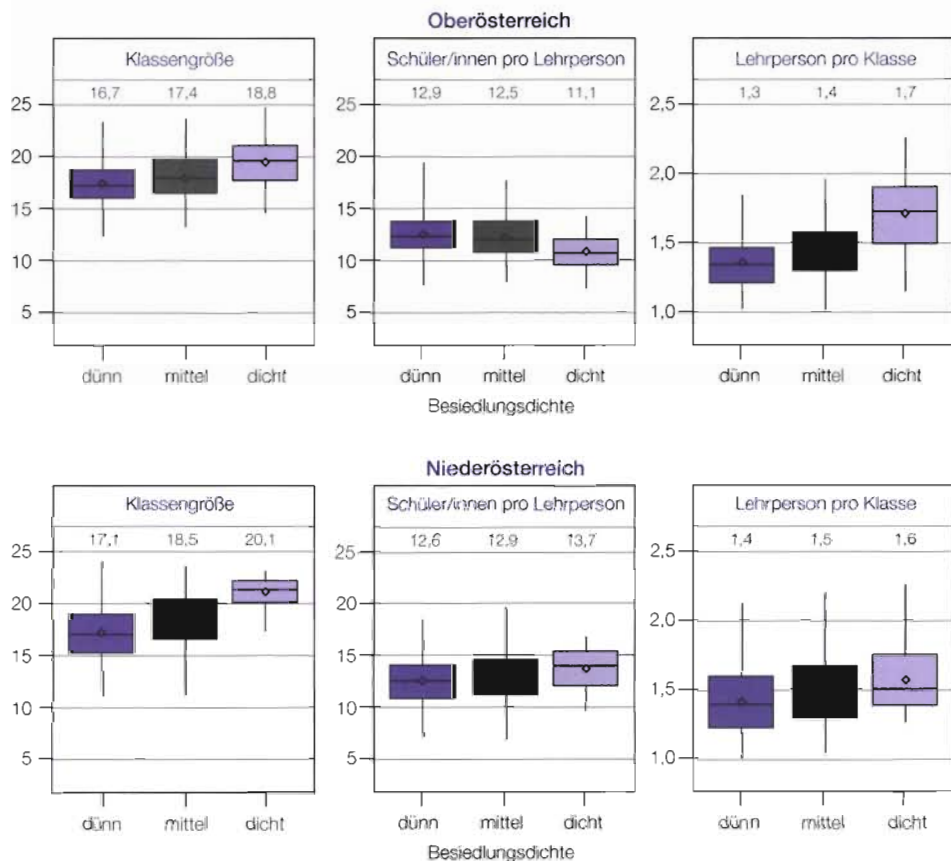 Oberösterreich
Klassengröße
16,7 17,4 18,8
25
20
15
10
5
dünn mittel dicht
Schüler/innen pro Lehrperson
12,9 12,5 11,1
25
20
15
10
5
dünn mittel dicht
Besiedlungsdichte
Lehrperson pro Klasse
1,3 1,4 1,7
2,5
2,0
1,5
1,0
dünn mittel dicht
Niederösterreich
Klassengröße
17,1 18,5 20,1
25
20
15
10
5
dünn mittel dicht
Schüler/innen pro Lehrperson
12,6 12,9 13,7
25
20
15
10
5
dünn mittel dicht
Besiedlungsdichte
Lehrperson pro Klasse
1,4 1,5 1,6
2,5
2,0
1,5
1,0
dünn mittel dicht